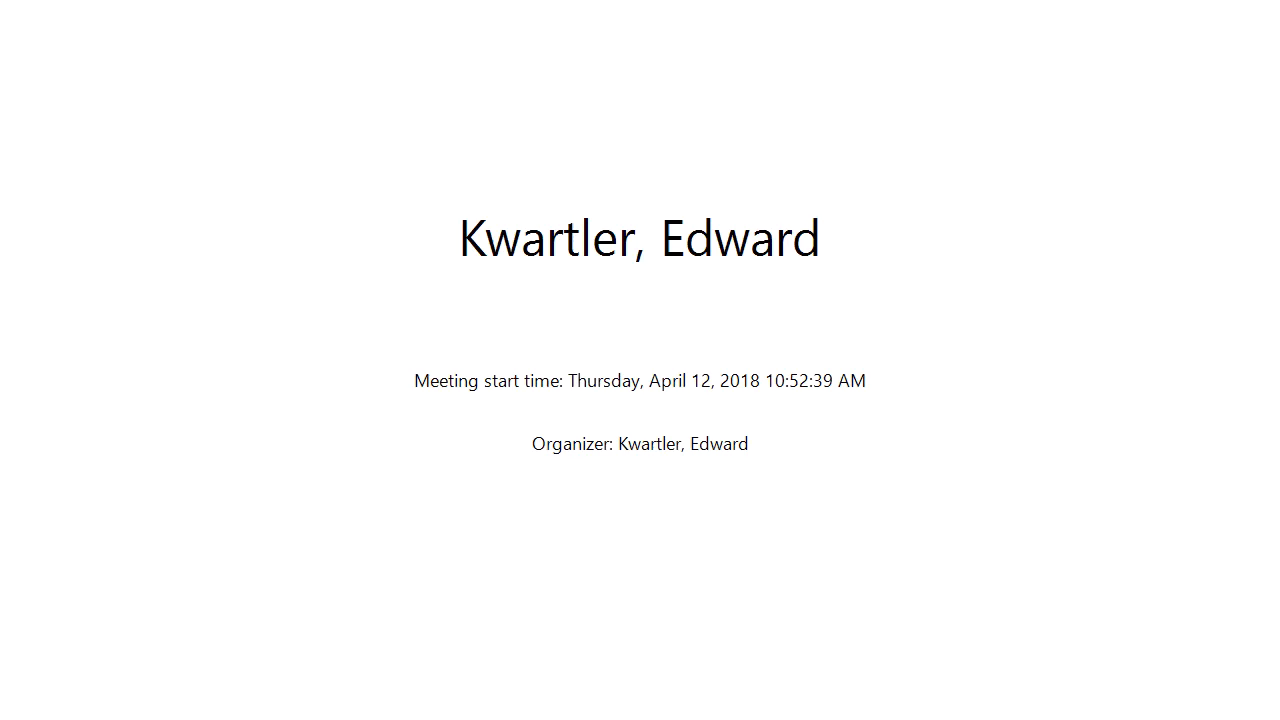 Kwartler, Edward
Meeting start time: Thursday, April 12, 2018 10:52:39 AM
Organizer: Kwartler, Edward